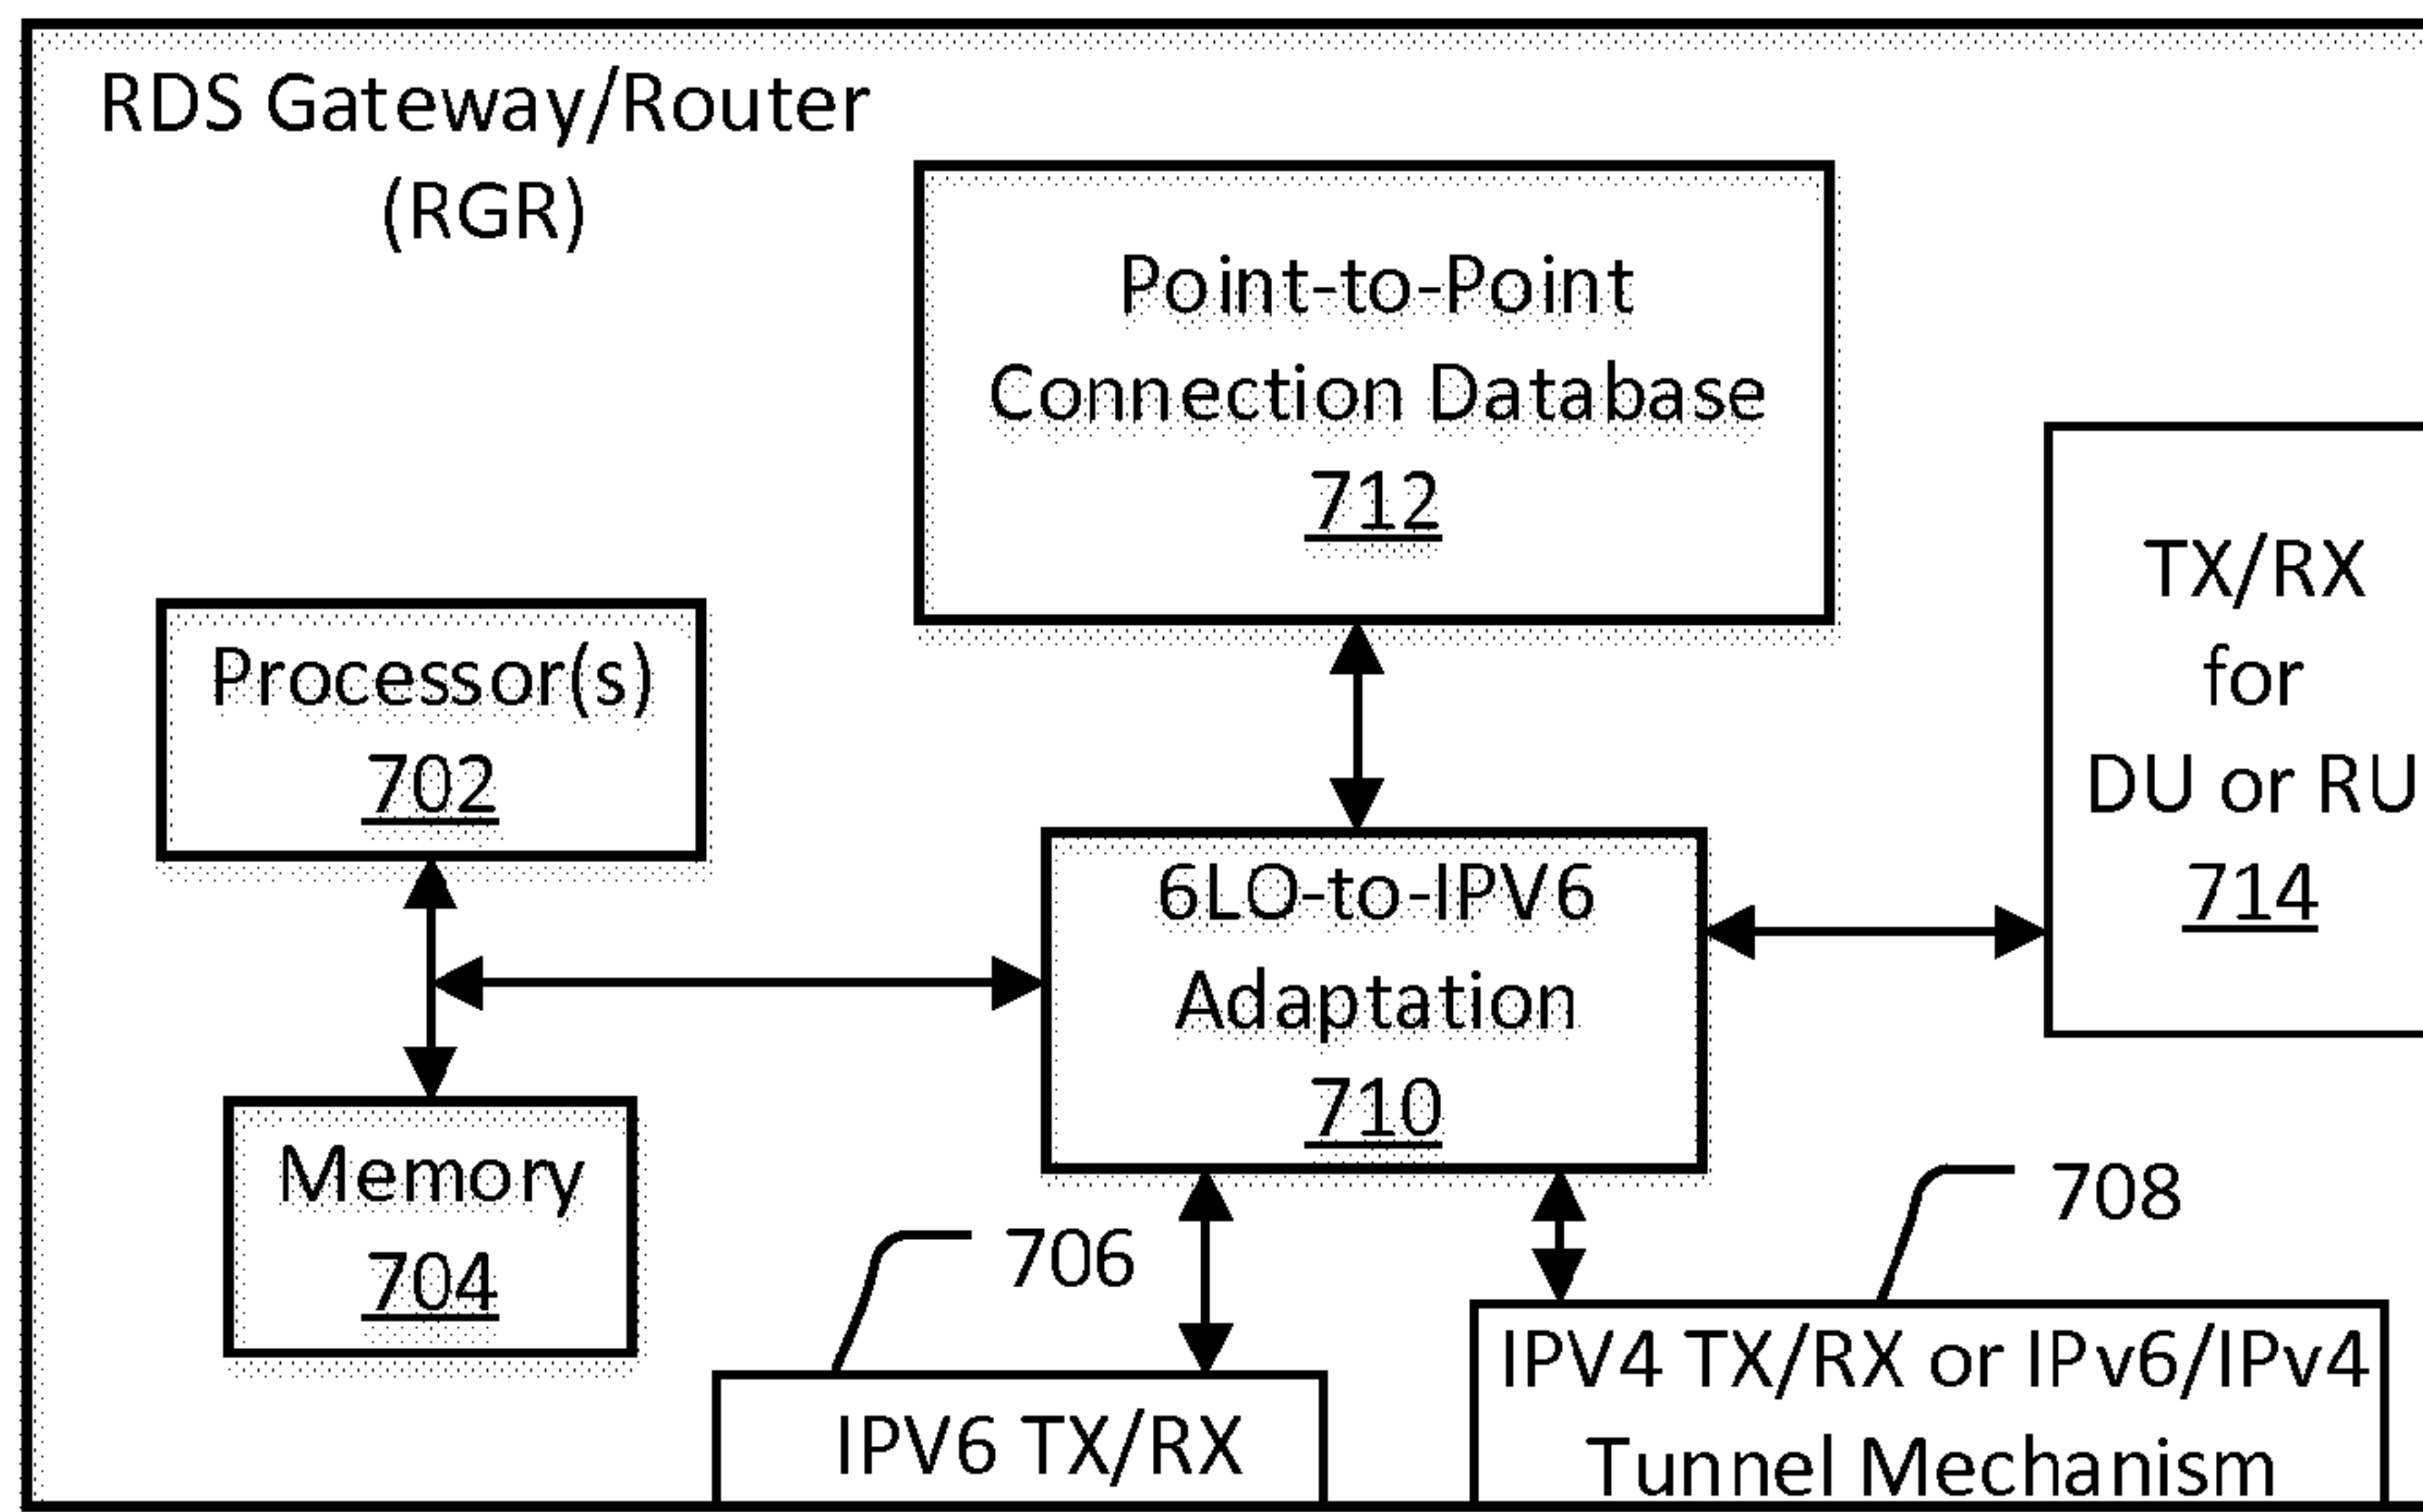 RDS Gateway/Router
(RGR)
Point-to-Point
Connection Database
712
Processor(s)
702
TX/RX
for
DU or RU
714
6LO-to-IPV6
Adaptation
710
Memory
704
706
708
IPV6 TX/RX
IPV4 TX/RX or IPv6/IPv4
Tunnel Mechanism